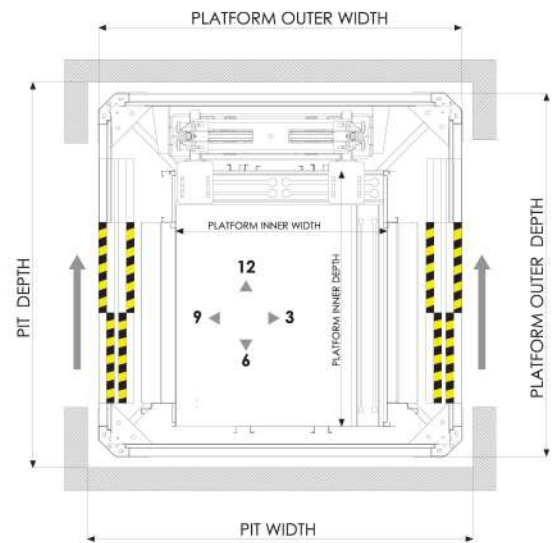 PLATFORM OUTER WIDTH
PIT DEPTH
PLATFORM INNER WIDTH
PLATFORM INNER DEPTH
PLATFORM OUTER DEPTH
12
9 3
6
PIT WIDTH